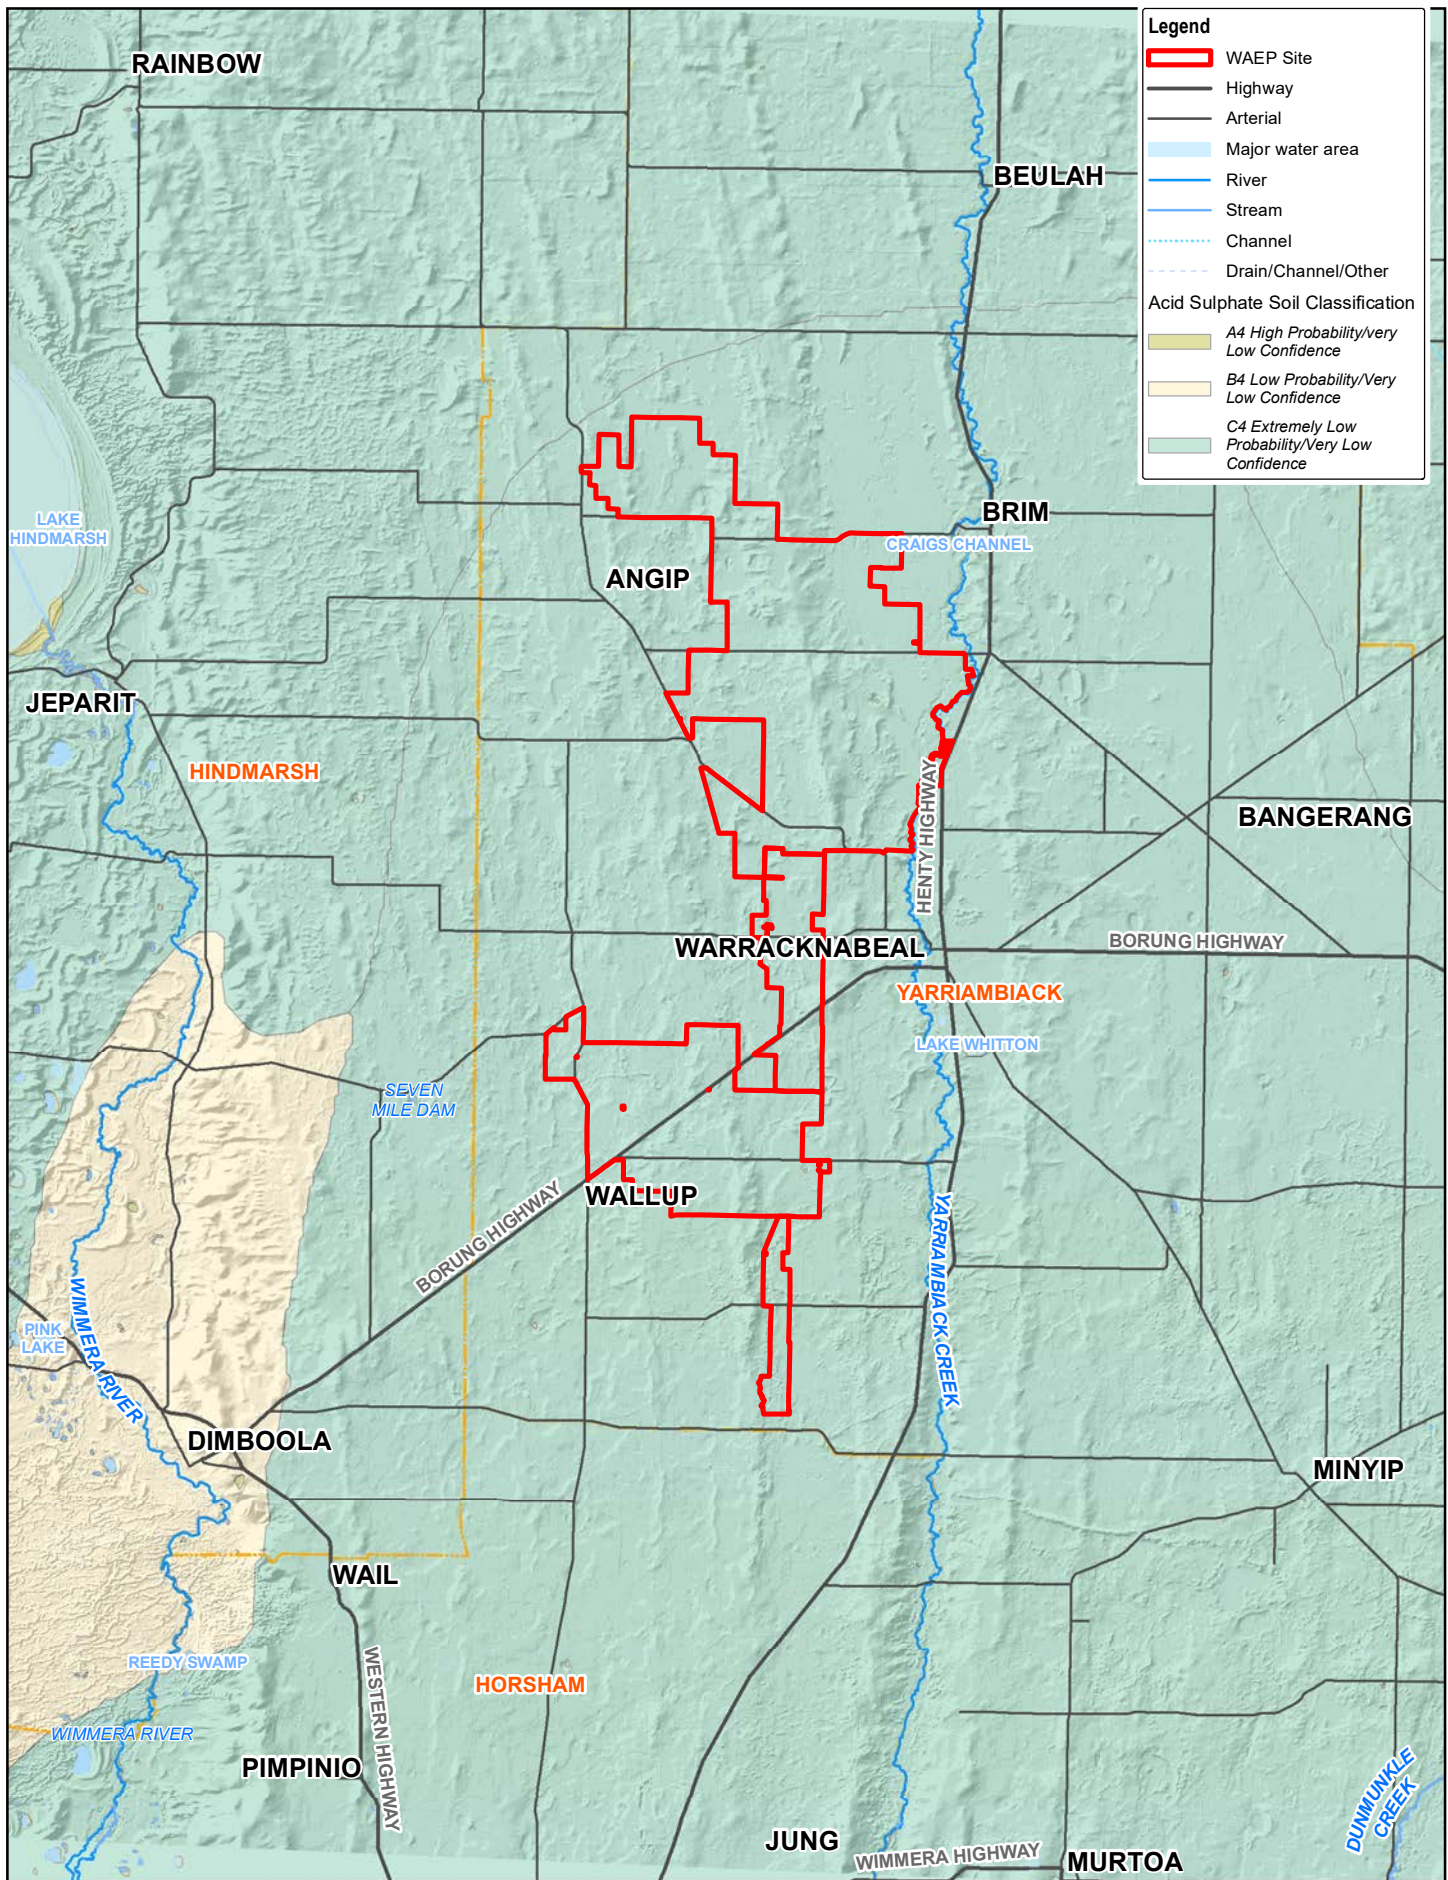 Legend
WAEP Site
Highway
Arterial
Major water area
River
Stream
Channel
Drain/Channel/Other
Acid Sulphate Soil Classification
A4 High Probability/very
Low Confidence
B4 Low Probability/Very
Low Confidence
C4 Extremely Low
Probability/Very Low
Confidence
RAINBOW
BEULAH
BRIM
LAKE
HINDMARSH
CRAIGS CHANNEL
ANGIP
JEPARIT
HINDMARSH
HENTY HIGHWAY
BANGERANG
WARRACKNABEAL
BORUNG HIGHWAY
YARRIAMBIACK
LAKE WHITTON
SEVEN
MILE DAM
WALLUP
BORUNG HIGHWAY
YARRIAMBIACK CREEK
WIMMERA RIVER
PINK
LAKE
DIMBOOLA
MINYIP
WAIL
REEDY SWAMP
WESTERN HIGHWAY
HORSHAM
WIMMERA RIVER
PIMPINIO
DUNMUNKLE
CREEK
JUNG
WIMMERA HIGHWAY
MURTOA